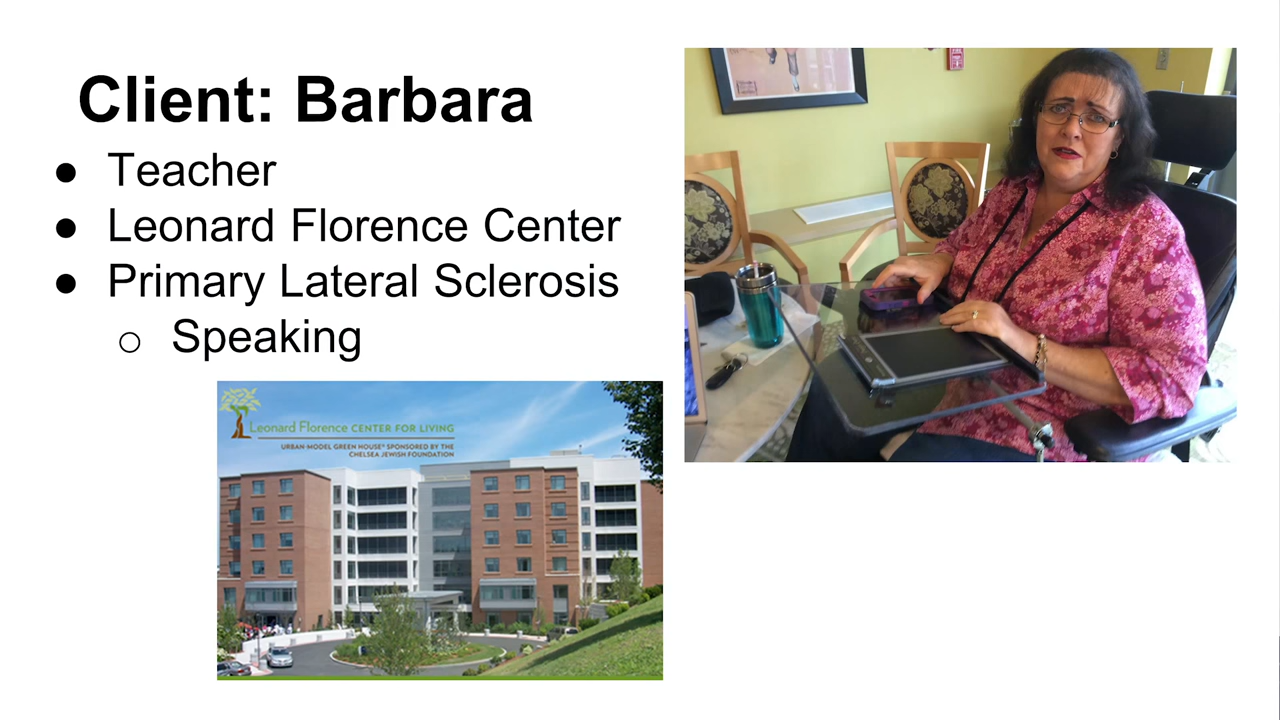 Client: Barbara
● Teacher
● Leonard Florence Center
● Primary Lateral Sclerosis
○ Speaking
Leonard Florence CENTER FOR LIVING
URBAN-MODEL GREEN HOUSE® SPONSORED BY THE
CHELSEA JEWISH FOUNDATION